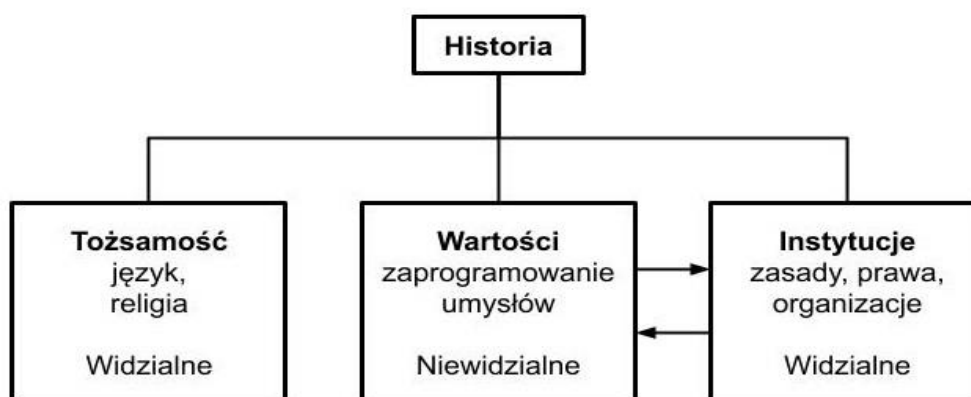 Historia
Tożsamość
język,
religia
Widzialne
Wartości
zaprogramowanie
umysłów
Niewidzialne
Instytucje
zasady, prawa,
organizacje
Widzialne